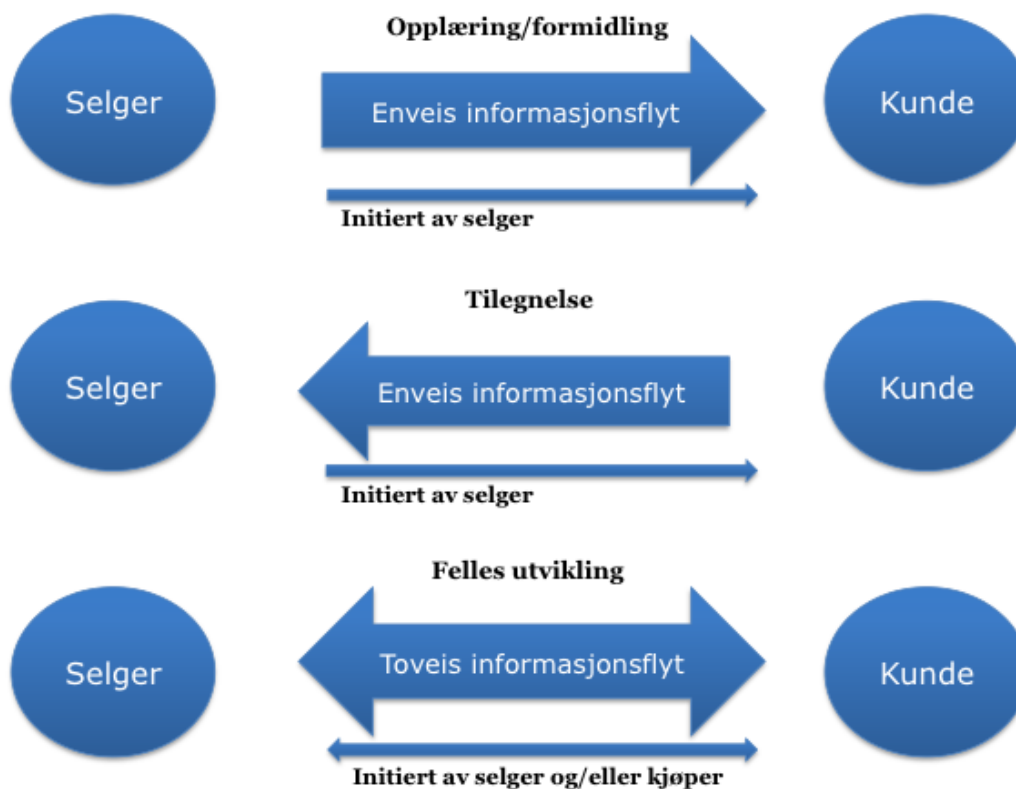 Opplæring/formidling
Selger
Enveis informasjonsflyt
Kunde
Initiert av selger
Tilegnelse
Selger
Enveis informasjonsflyt
Kunde
Initiert av selger
Felles utvikling
Selger
Toveis informasjonsflyt
Kunde
Initiert av selger og/eller kjøper